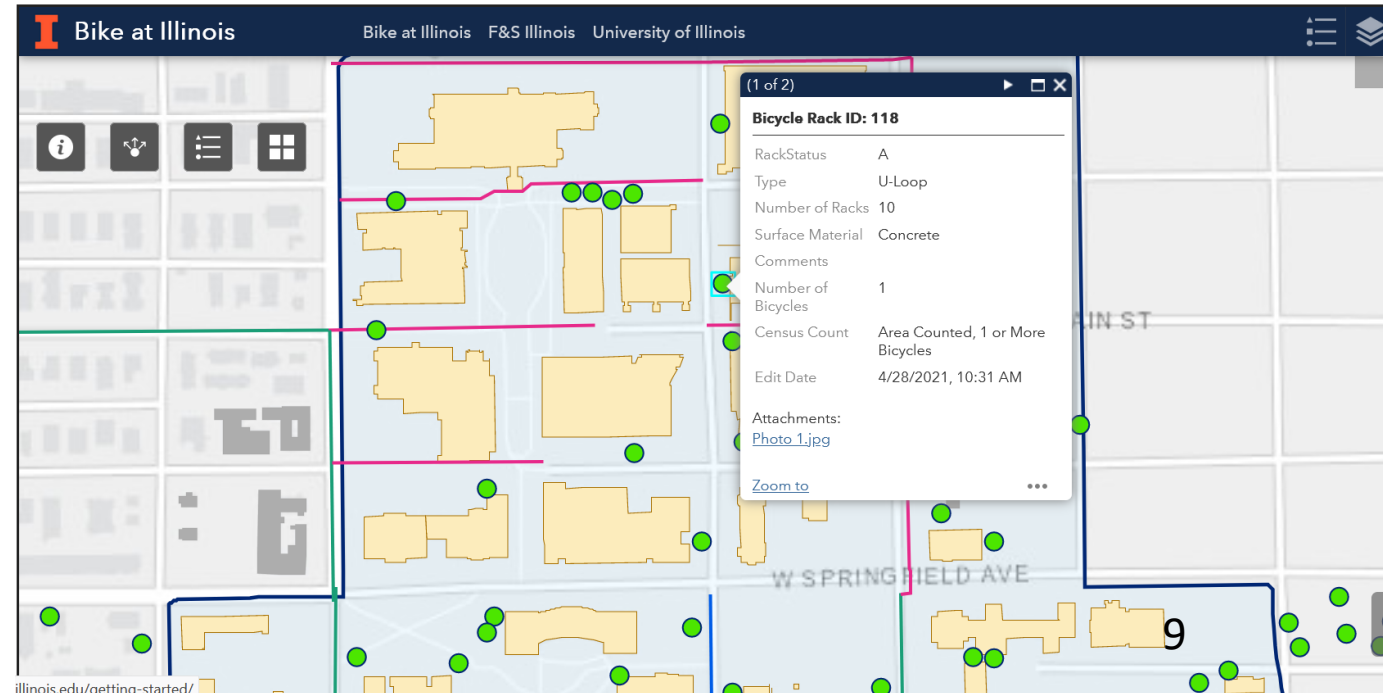 I Bike at Illinois Bike at Illinois F&S Illinois University of Illinois
(1 of 2)
Bicycle Rack ID: 118
RackStatus A
Type U-Loop
Number of Racks 10
Surface Material Concrete
Comments
Number of Bicycles 1
Census Count Area Counted, 1 or More
Bicycles
Edit Date 4/28/2021, 10:31 AM
Attachments:
Photo 1.jpg
Zoom to
AIN ST
W SPRINGFIELD AVE
9
illinois.edu/getting-started/